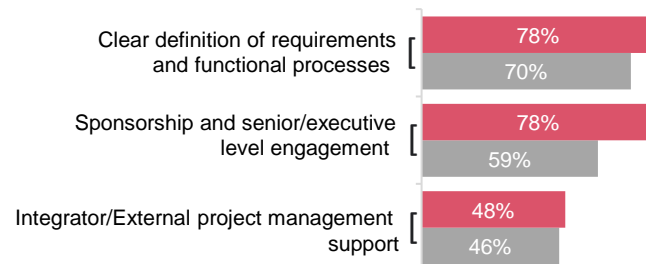 Clear definition of requirements
and functional processes
78%
70%
Sponsorship and senior/executive
level engagement
78%
59%
Integrator/External project management
support
48%
46%